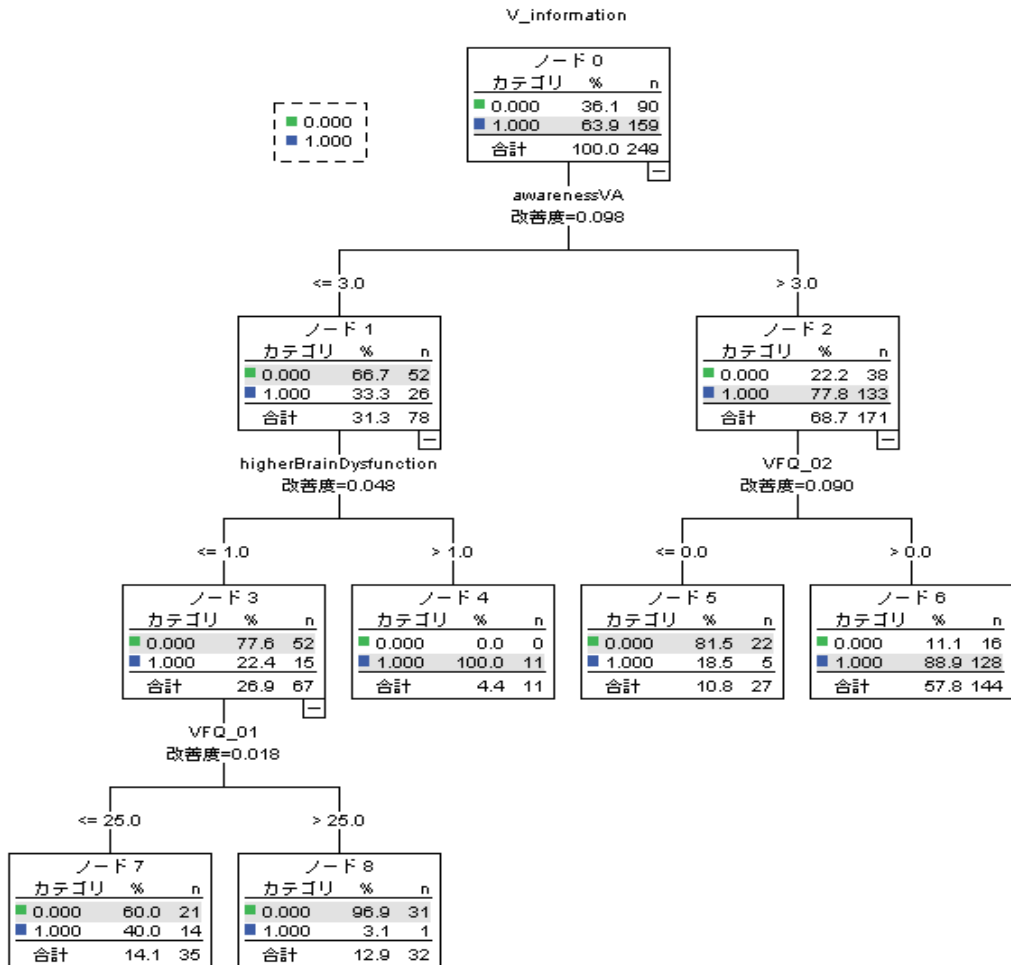 V_information
ノード 0
カテゴリ % n
0.000 36.1 90
1.000 63.9 159
合計 100.0 249
0.000
1.000
awarenessVA
改善度=0.098
<= 3.0
> 3.0
ノード 1
カテゴリ % n
0.000 66.7 52
1.000 33.3 26
合計 31.3 78
ノード 2
カテゴリ % n
0.000 22.2 38
1.000 77.8 133
合計 68.7 171
higherBrainDysfunction
改善度=0.048
VFQ_02
改善度=0.090
<= 1.0
> 1.0
<= 0.0
> 0.0
ノード 3
カテゴリ % n
0.000 77.6 52
1.000 22.4 15
合計 26.9 67
ノード 4
カテゴリ % n
0.000 0.0 0
1.000 100.0 11
合計 4.4 11
ノード 5
カテゴリ % n
0.000 81.5 22
1.000 18.5 5
合計 10.8 27
ノード 6
カテゴリ % n
0.000 11.1 16
1.000 88.9 128
合計 57.8 144
VFQ_01
改善度=0.018
<= 25.0
> 25.0
ノード 7
カテゴリ % n
0.000 60.0 21
1.000 40.0 14
合計 14.1 35
ノード 8
カテゴリ % n
0.000 96.9 31
1.000 3.1 1
合計 12.9 32